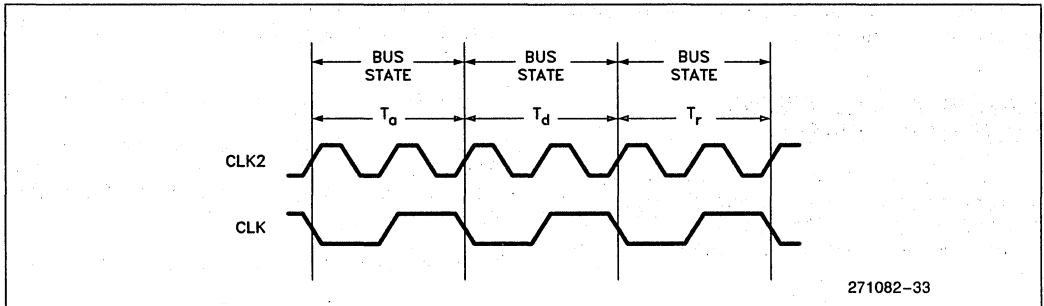 BUS STATE BUS STATE BUS STATE
Ta Td Tr
CLK2
CLK
271082-33